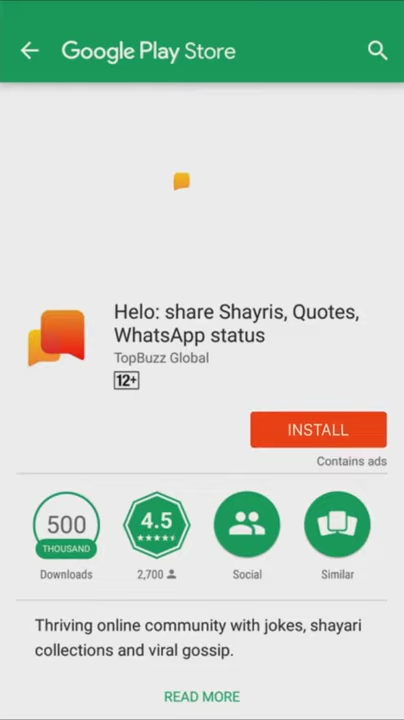 Google Play Store
Helo: share Shayris, Quotes,
WhatsApp status
TopBuzz Global
12+
INSTALL
Contains ads
500
THOUSAND
4.5
Downloads
2,700
Social
Similar
Thriving online community with jokes, shayari
collections and viral gossip.
READ MORE